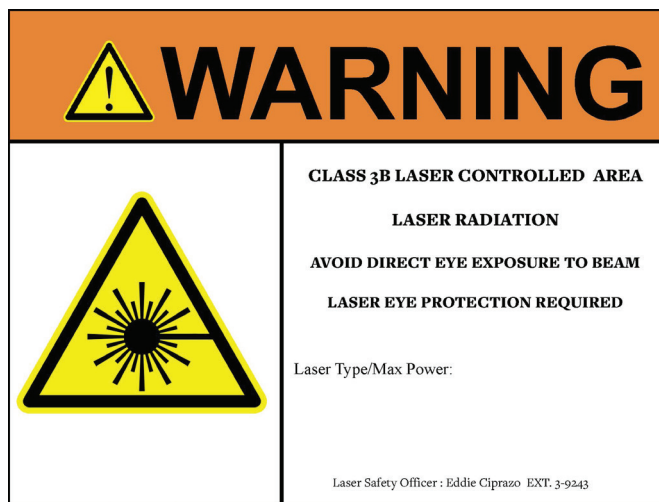 WARNING
CLASS 3B LASER CONTROLLED AREA
LASER RADIATION
AVOID DIRECT EYE EXPOSURE TO BEAM
LASER EYE PROTECTION REQUIRED
Laser Type/Max Power:
Laser Safety Officer : Eddie Ciprazo EXT. 3-9243